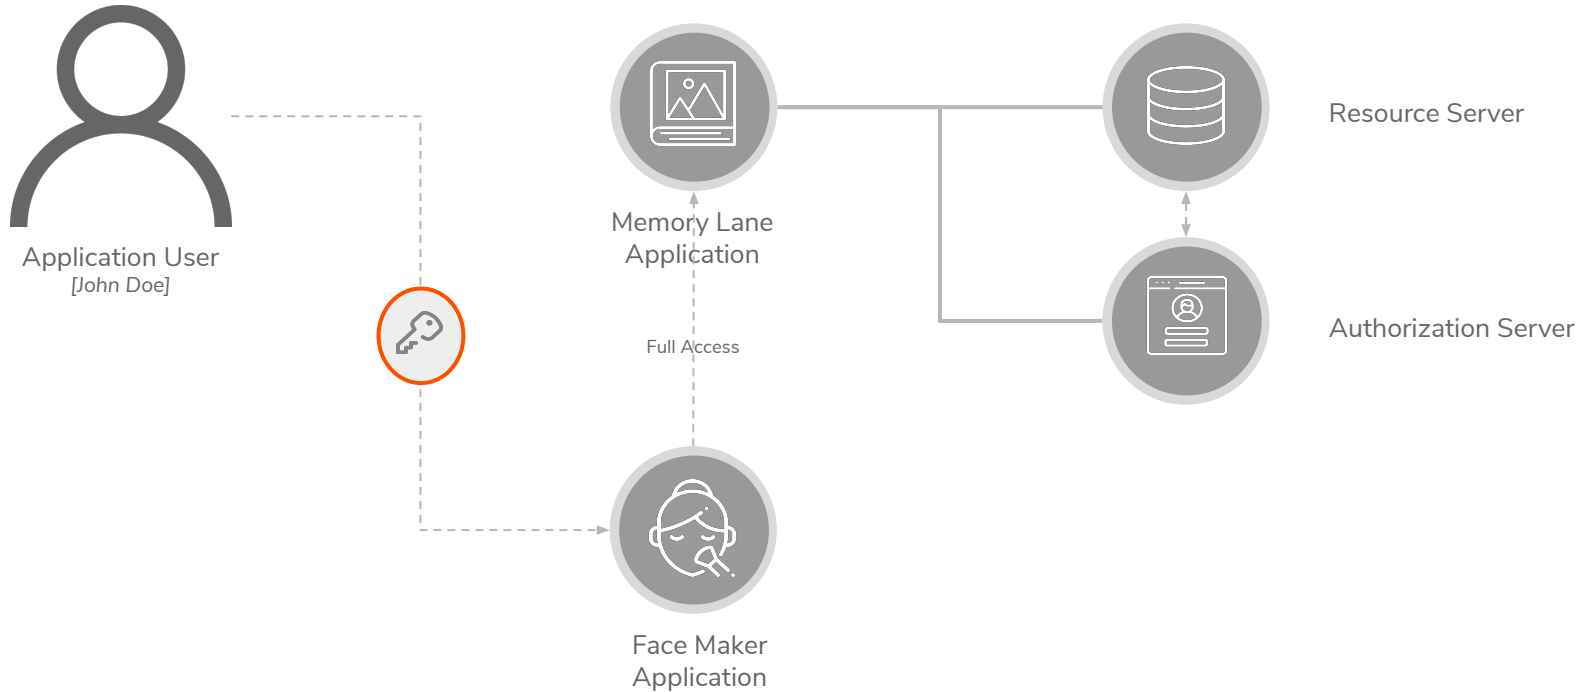 Application User
[John Doe]
Memory Lane
Application
Resource Server
Authorization Server
Full Access
Face Maker
Application